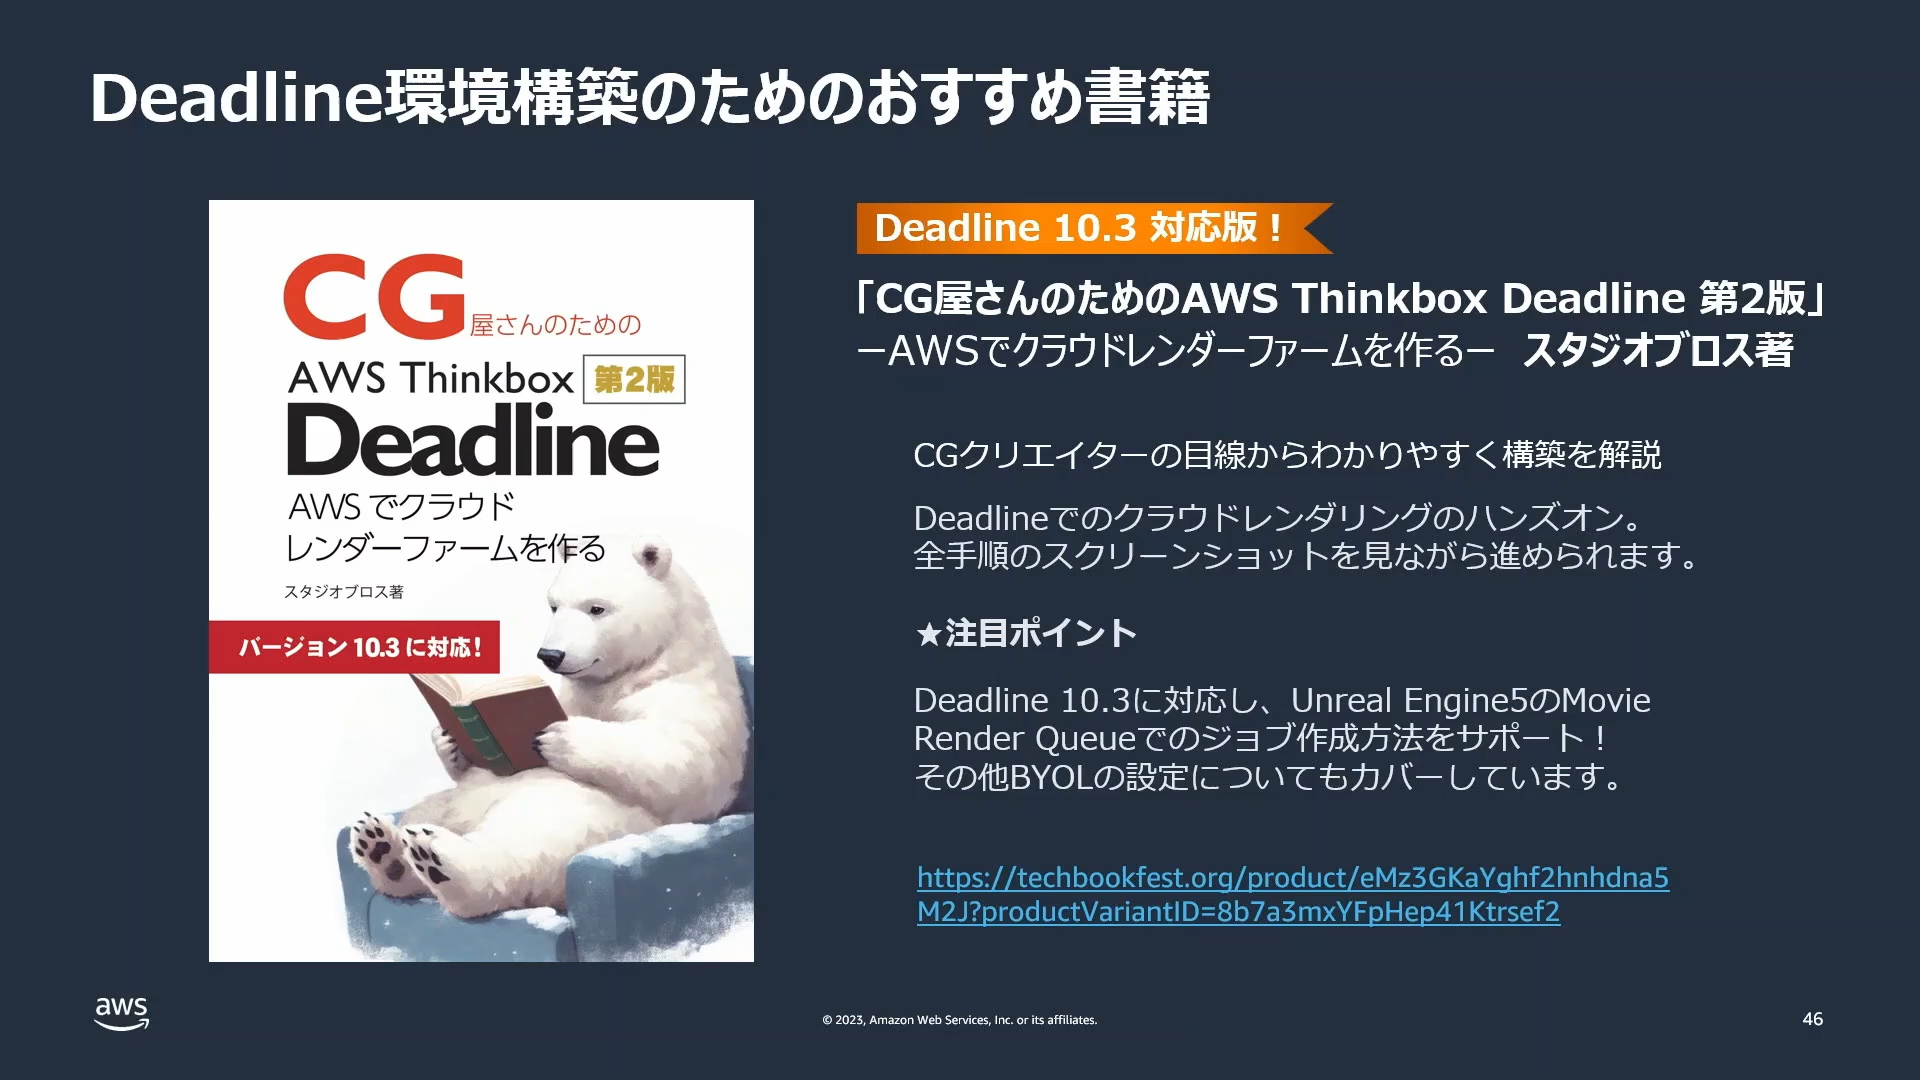 Deadline環境構築のためのおすすめ書籍
CG屋さんのための
AWS Thinkbox 第2版
Deadline
AWSでクラウド
レンダーファームを作る
スタジオブロス著
バージョン10.3に対応!
Deadline 10.3 対応版！
「CG屋さんのためのAWS Thinkbox Deadline 第2版」
ーAWSでクラウドレンダーファームを作るー スタジオブロス著
CGクリエイターの目線からわかりやすく構築を解説
Deadlineでのクラウドレンダリングのハンズオン。
全手順のスクリーンショットを見ながら進められます。
★注目ポイント
Deadline 10.3に対応し、Unreal Engine5のMovie
Render Queueでのジョブ作成方法をサポート！
その他BYOLの設定についてもカバーしています。
https://techbookfest.org/product/eMz3GKaYghf2hnhdna5
M2J?productVariantID=8b7a3mxYFpHep41Ktrsef2
aws
© 2023, Amazon Web Services, Inc. or its affiliates.
46